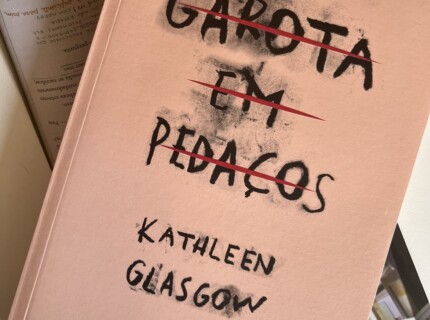 GAROTA
EM
PEDAÇOS
KATHLEEN
GLASGOW